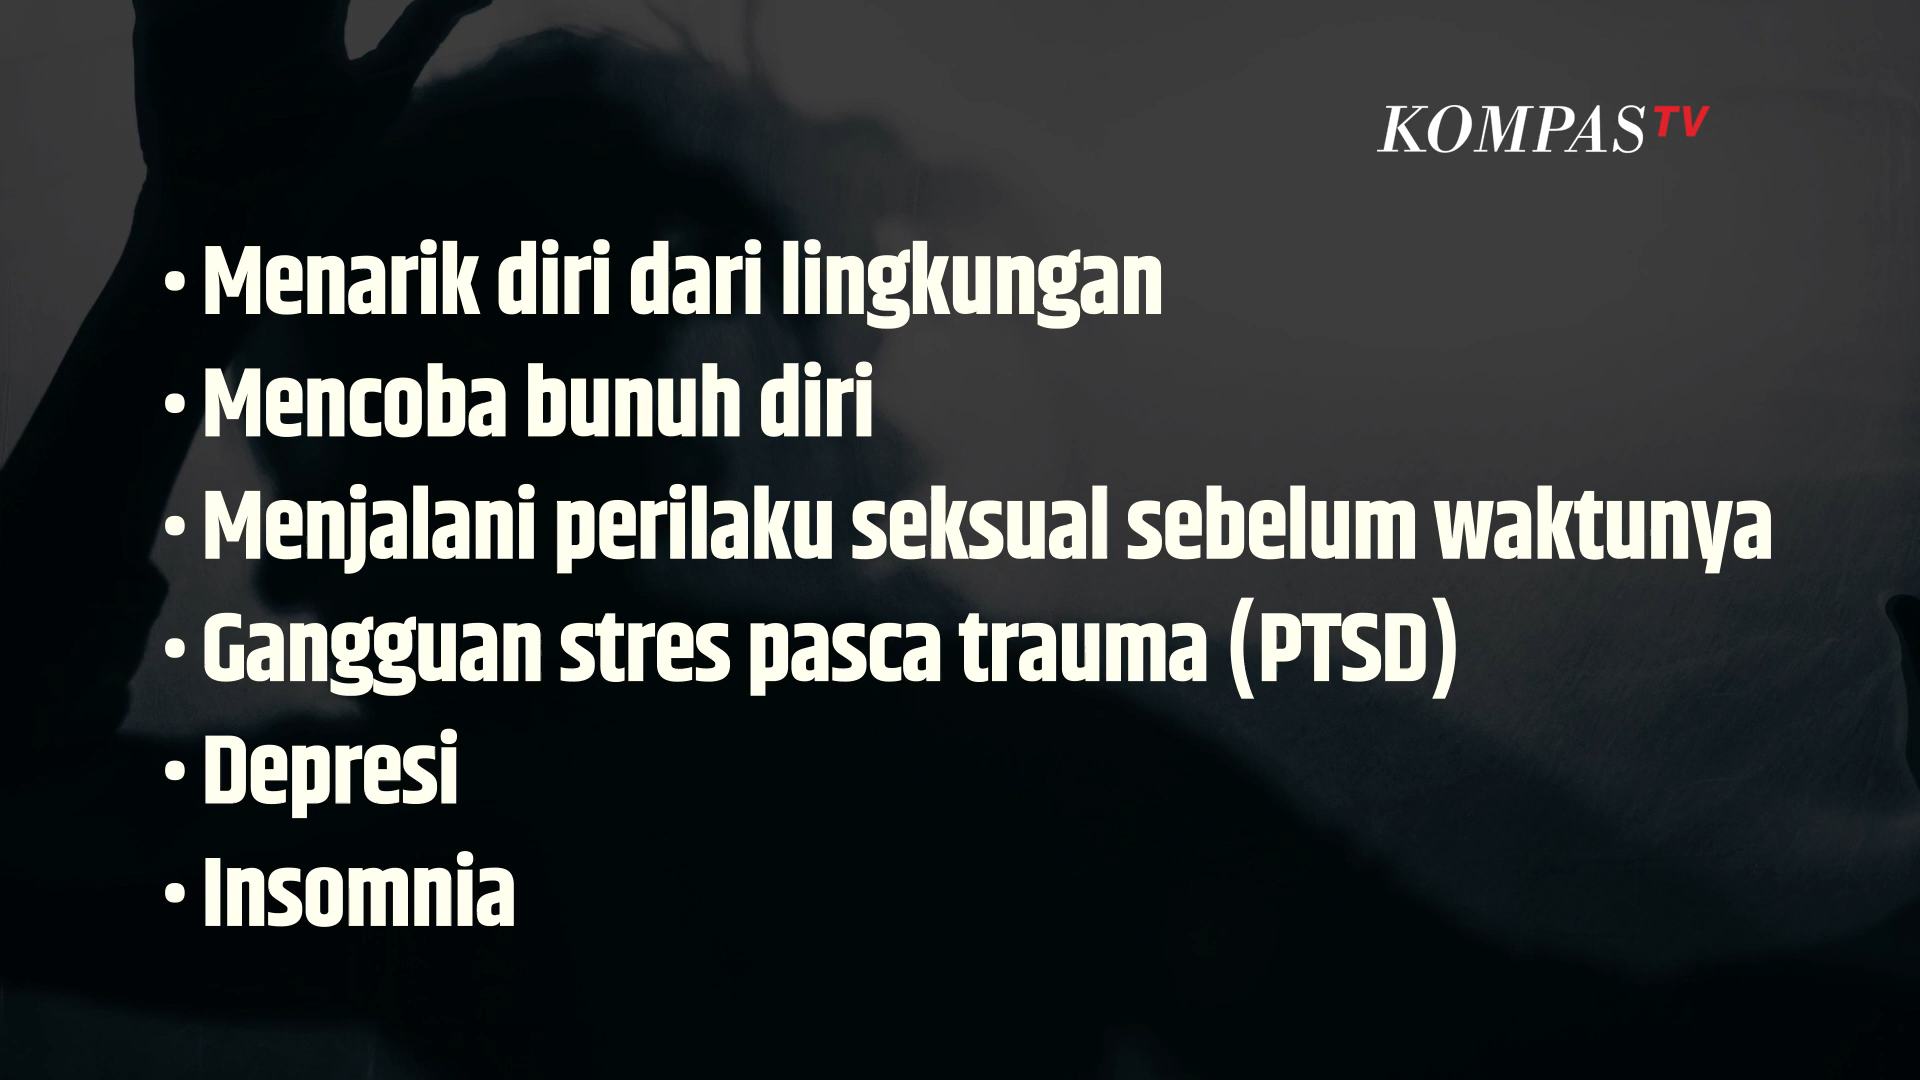 KOMPAS TV
• Menarik diri dari lingkungan
• Mencoba bunuh diri
• Menjalani perilaku seksual sebelum waktunya
• Gangguan stres pasca trauma (PTSD)
• Depresi
• Insomnia